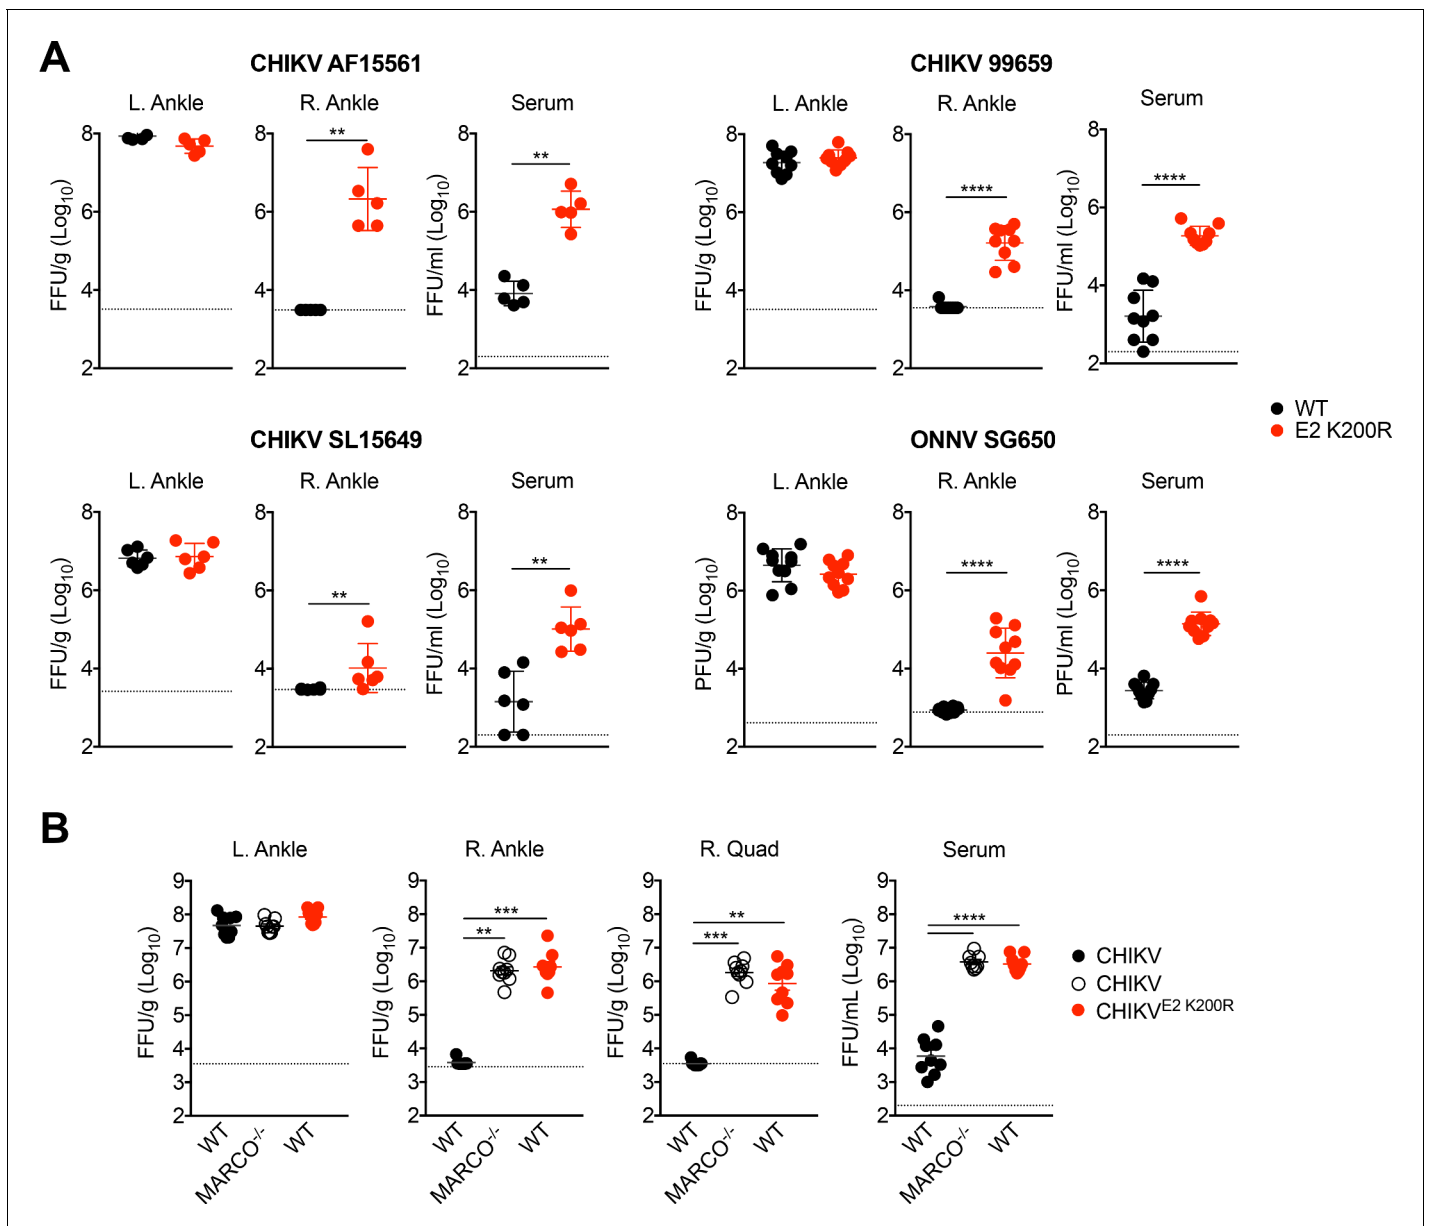 A
CHIKV AF15561
CHIKV 99659
L. Ankle
R. Ankle
Serum
L. Ankle
R. Ankle
Serum
FFU/g (Log10)
8
6
4
2
FFU/g (Log10)
8
6
4
2
**
FFU/ml (Log10)
8
6
4
2
**
FFU/g (Log10)
8
6
4
2
8
6
4
2
****
FFU/ml (Log10)
8
6
4
2
****
WT
E2 K200R
CHIKV SL15649
ONNV SG650
L. Ankle
R. Ankle
Serum
L. Ankle
R. Ankle
Serum
FFU/g (Log10)
8
6
4
2
FFU/g (Log10)
8
6
4
2
**
FFU/ml (Log10)
8
6
4
2
**
PFU/g (Log10)
8
6
4
2
8
6
4
2
****
PFU/ml (Log10)
8
6
4
2
****
B
L. Ankle
R. Ankle
R. Quad
Serum
FFU/g (Log10)
9
8
7
6
5
4
3
2
WT
MARCO-/-
WT
FFU/g (Log10)
9
8
7
6
5
4
3
2
***
**
WT
MARCO-/-
WT
FFU/g (Log10)
9
8
7
6
5
4
3
2
**
***
WT
MARCO-/-
WT
FFU/mL (Log10)
9
8
7
6
5
4
3
2
****
WT
MARCO-/-
WT
CHIKV
CHIKV
CHIKVE2 K200R